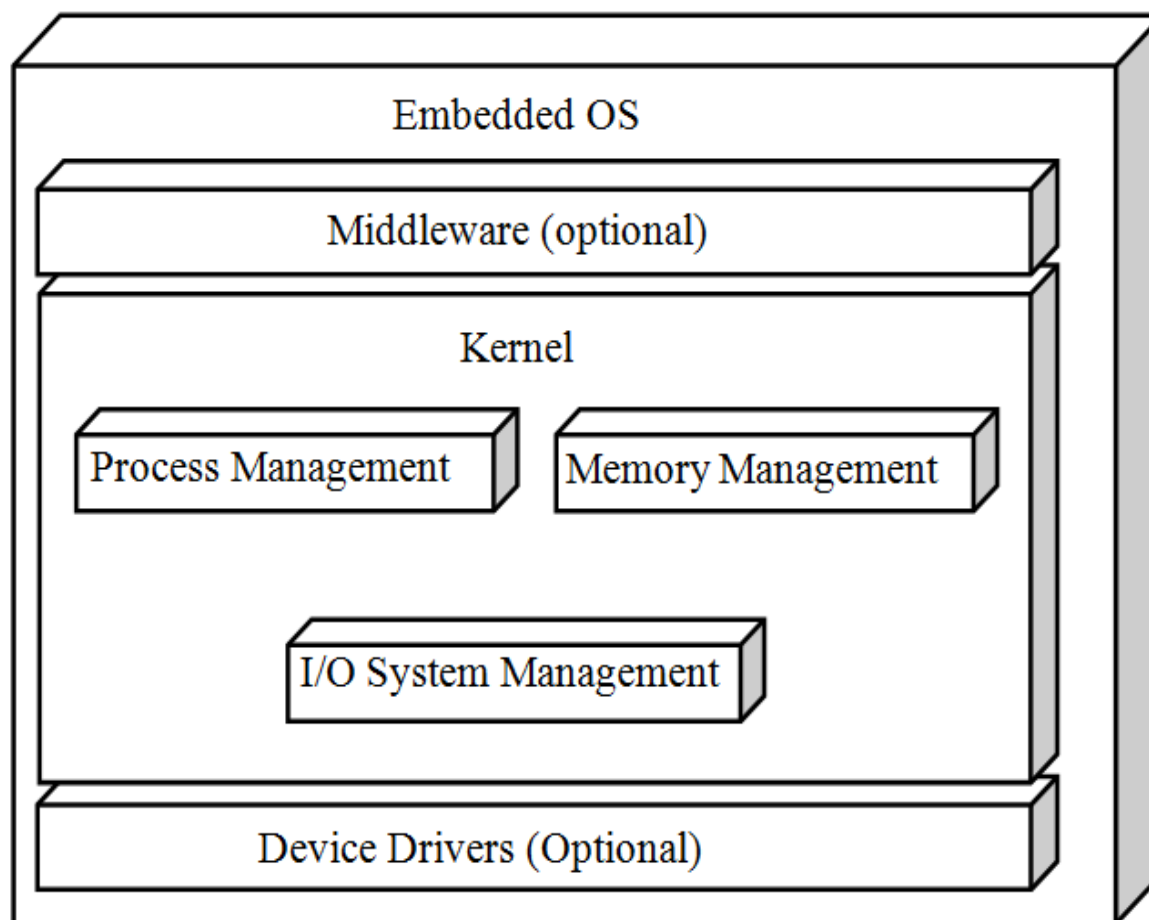 Embedded OS
Middleware (optional)
Kernel
Process Management
Memory Management
I/O System Management
Device Drivers (Optional)